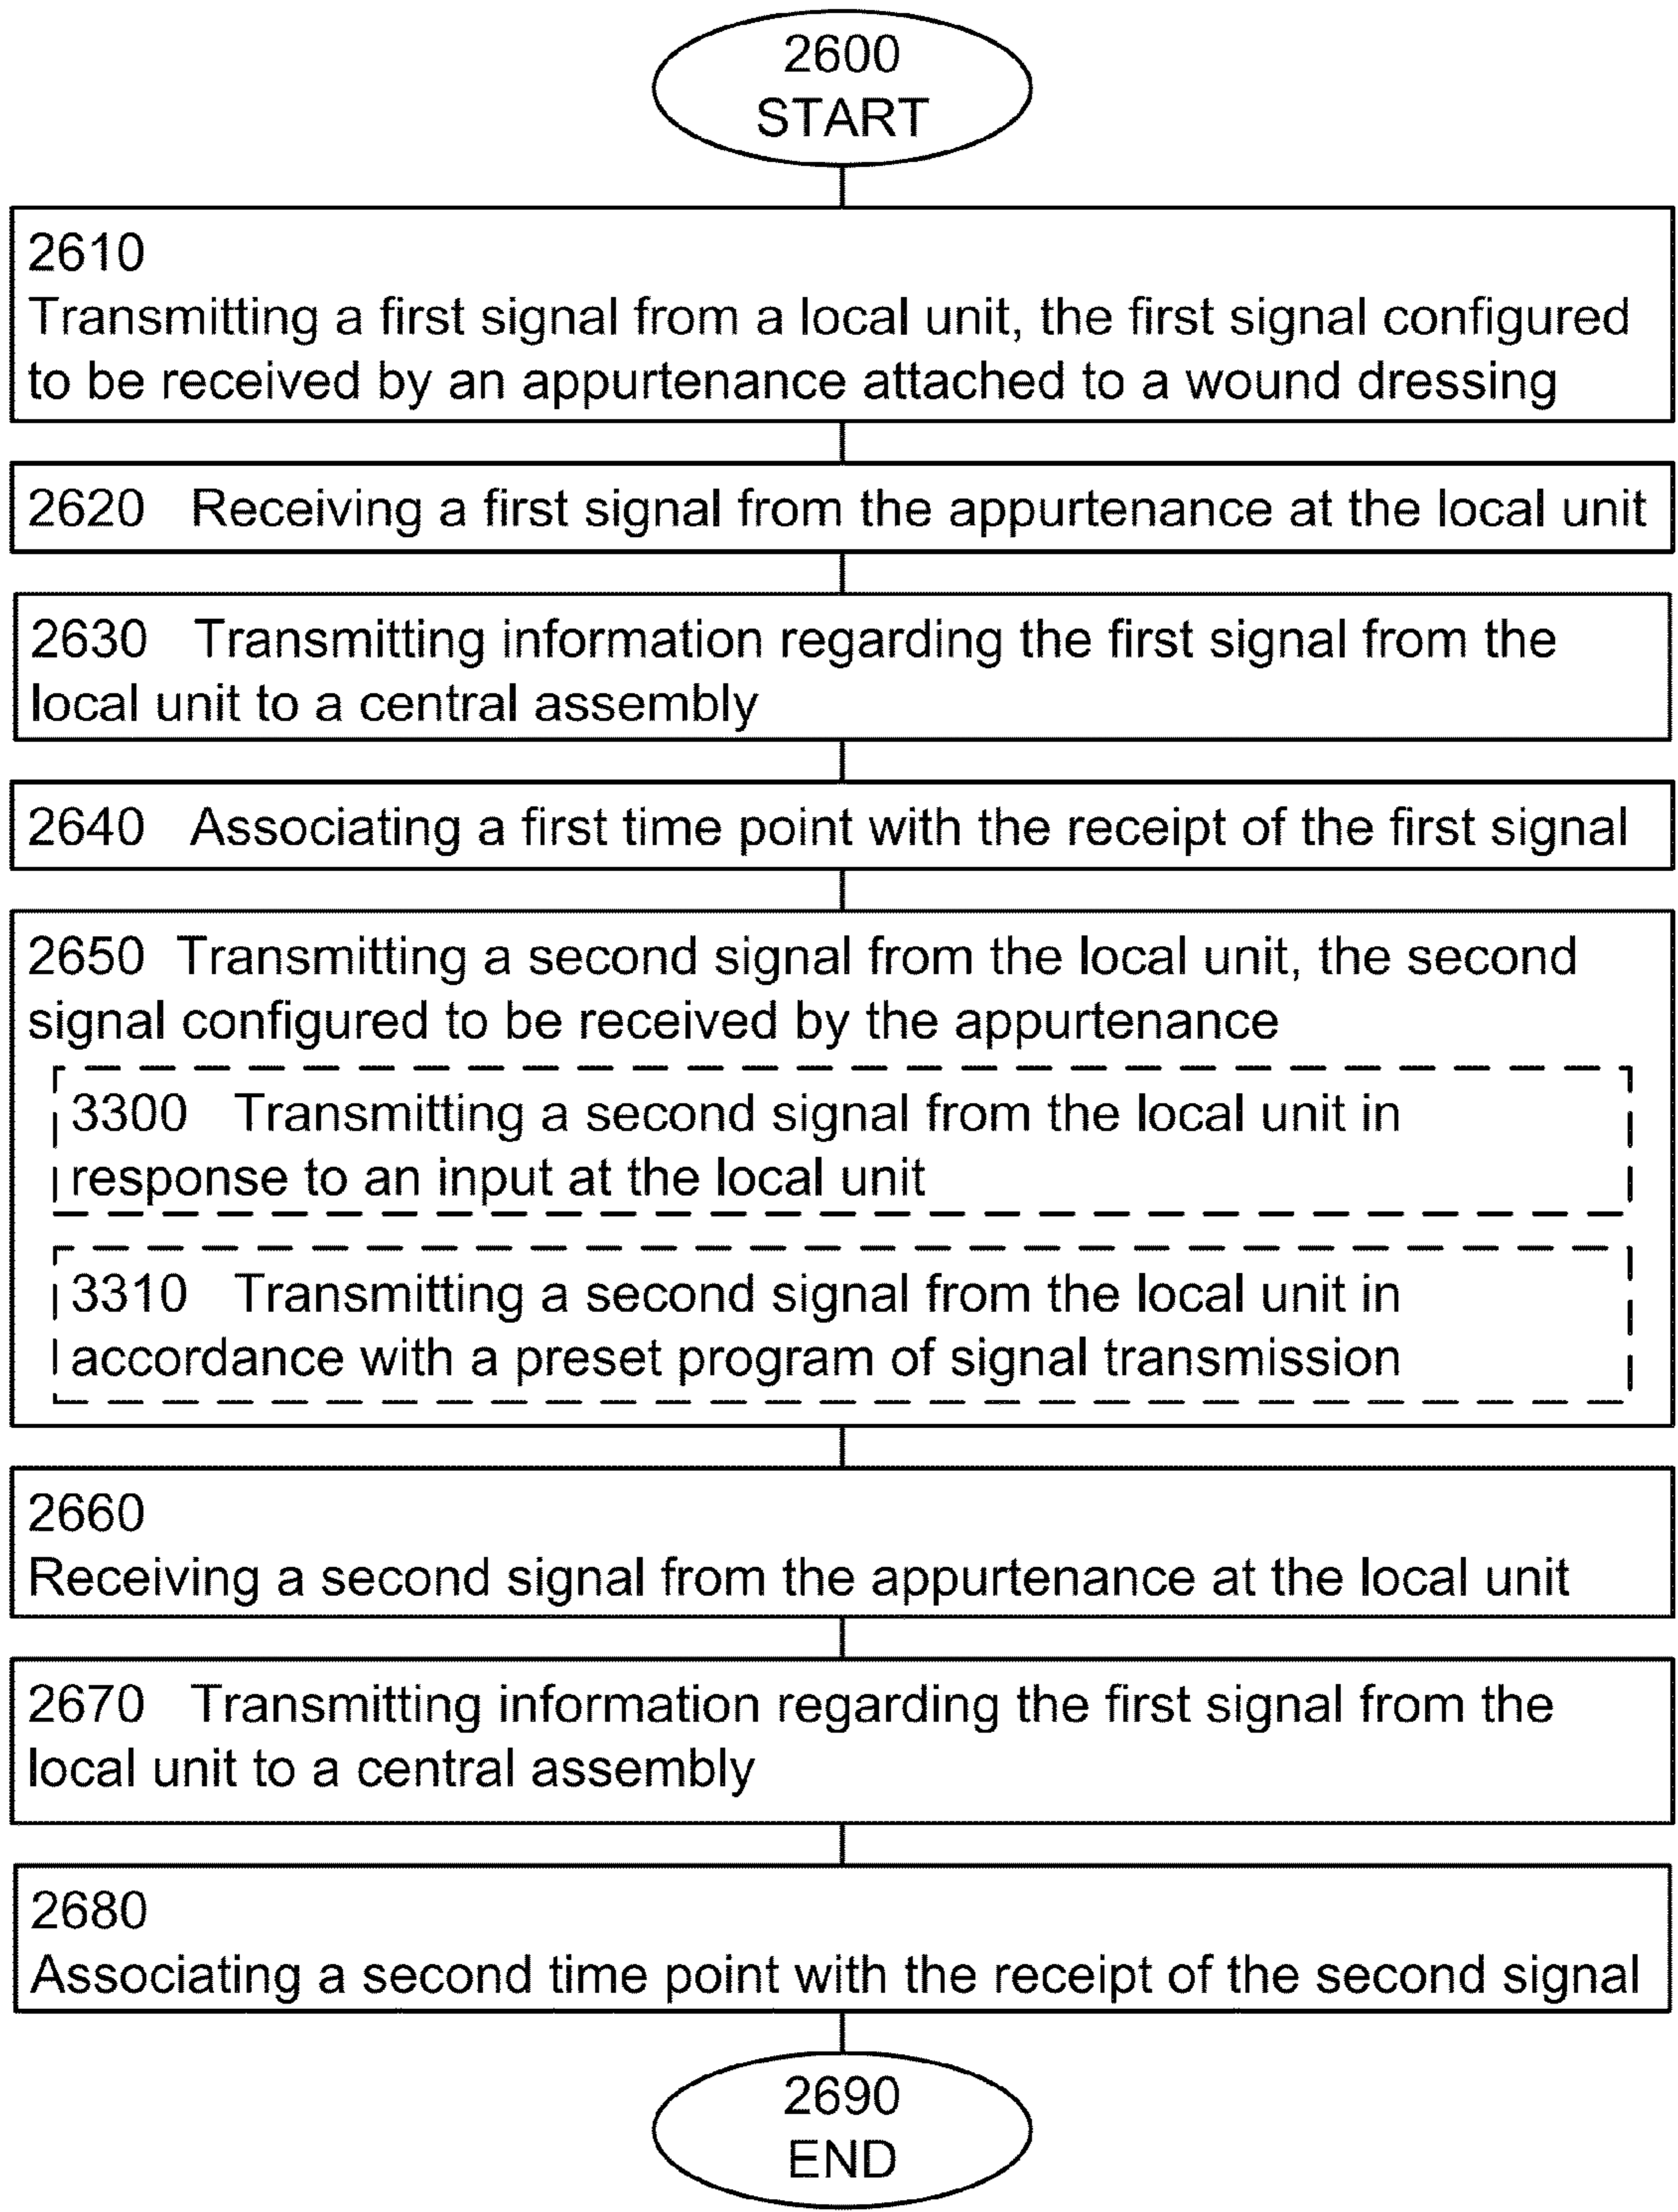 2600
START
2610
Transmitting a first signal from a local unit, the first signal configured
to be received by an appurtenance attached to a wound dressing
2620 Receiving a first signal from the appurtenance at the local unit
2630 Transmitting information regarding the first signal from the
local unit to a central assembly
2640 Associating a first time point with the receipt of the first signal
2650 Transmitting a second signal from the local unit, the second
signal configured to be received by the appurtenance
3300 Transmitting a second signal from the local unit in
response to an input at the local unit
3310 Transmitting a second signal from the local unit in
accordance with a preset program of signal transmission
2660
Receiving a second signal from the appurtenance at the local unit
2670 Transmitting information regarding the first signal from the
local unit to a central assembly
2680
Associating a second time point with the receipt of the second signal
2690
END